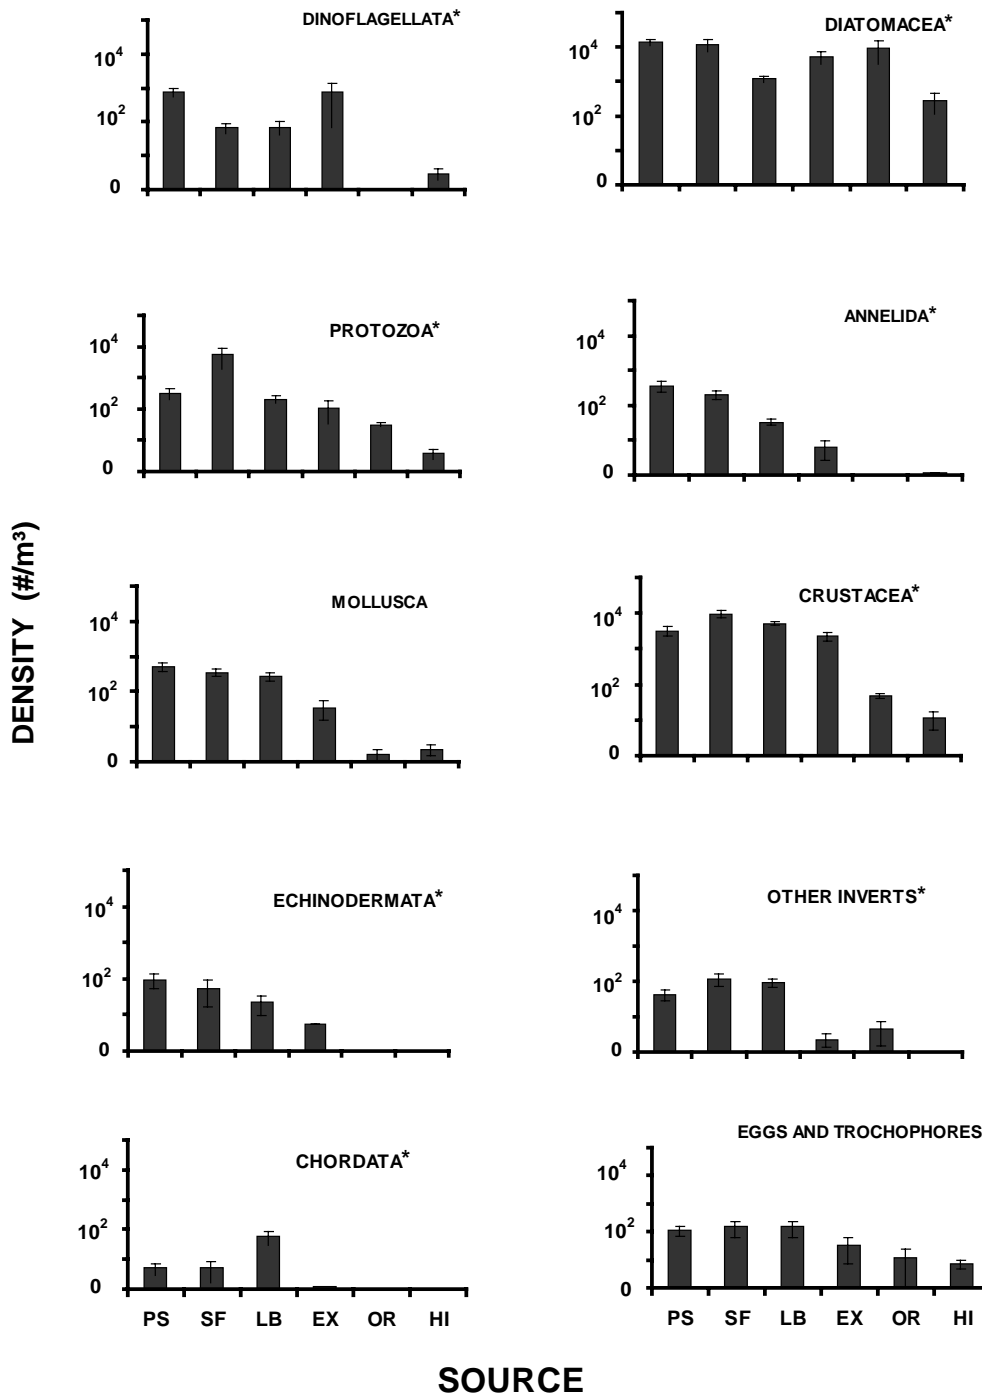 DINOFLAGELLATA*
10⁴
10²
0
DIATOMACEA*
10⁴
10²
0
PROTOZOA*
10⁴
10²
0
ANNELIDA*
10⁴
10²
0
DENSITY (#/m³)
MOLLUSCA
10⁴
10²
0
CRUSTACEA*
10⁴
10²
0
ECHINODERMATA*
10⁴
10²
0
OTHER INVERTS*
10⁴
10²
0
CHORDATA*
10⁴
10²
0
PS SF LB EX OR HI
EGGS AND TROCHOPHORES
10⁴
10²
0
PS SF LB EX OR HI
SOURCE